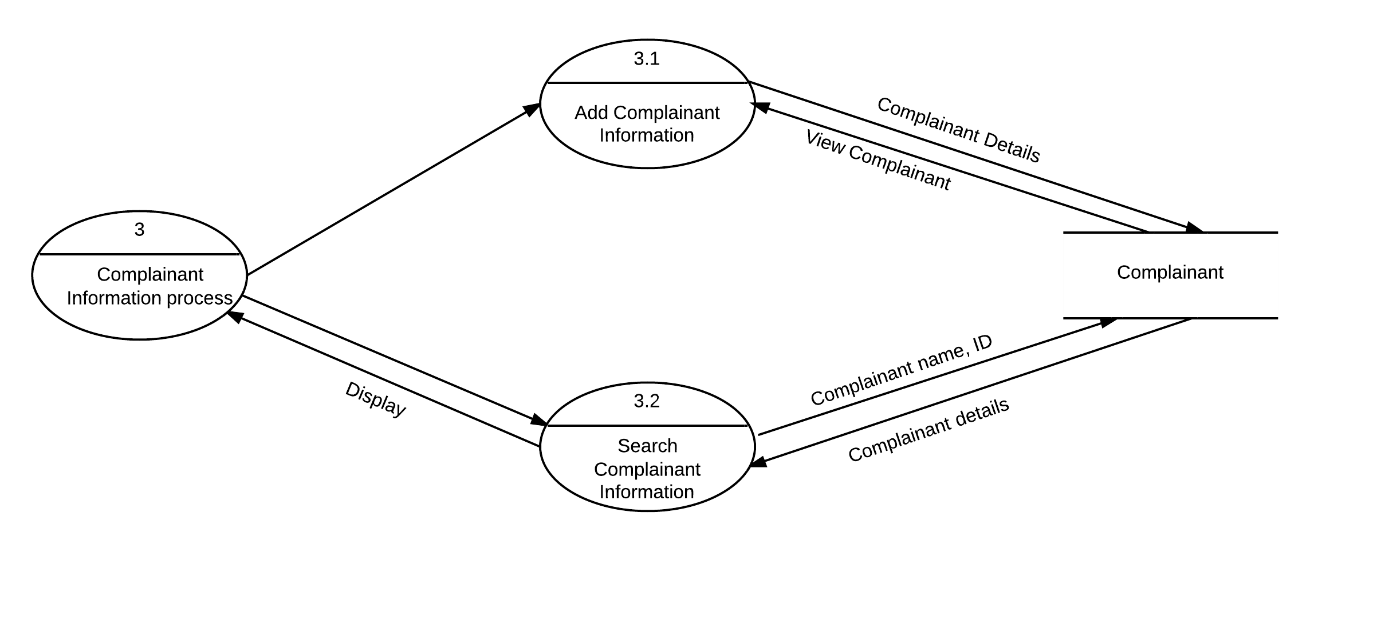 3.1
Add Complainant
Information
Complainant Details
View Complainant
3
Complainant
Information process
Complainant
Display
Complainant name, ID
Complainant details
3.2
Search
Complainant
Information